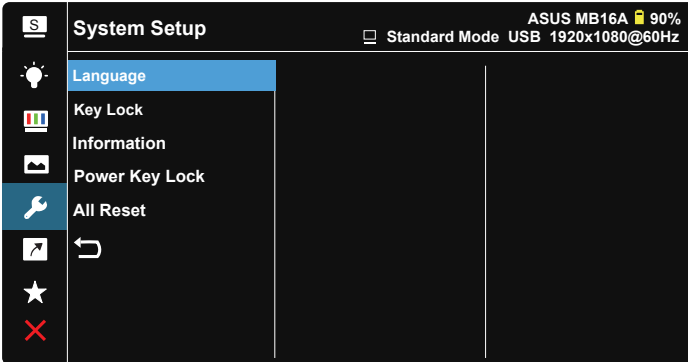 S
System Setup
ASUS MB16A 90%
Standard Mode USB 1920x1080@60Hz
Language
Key Lock
Information
Power Key Lock
All Reset